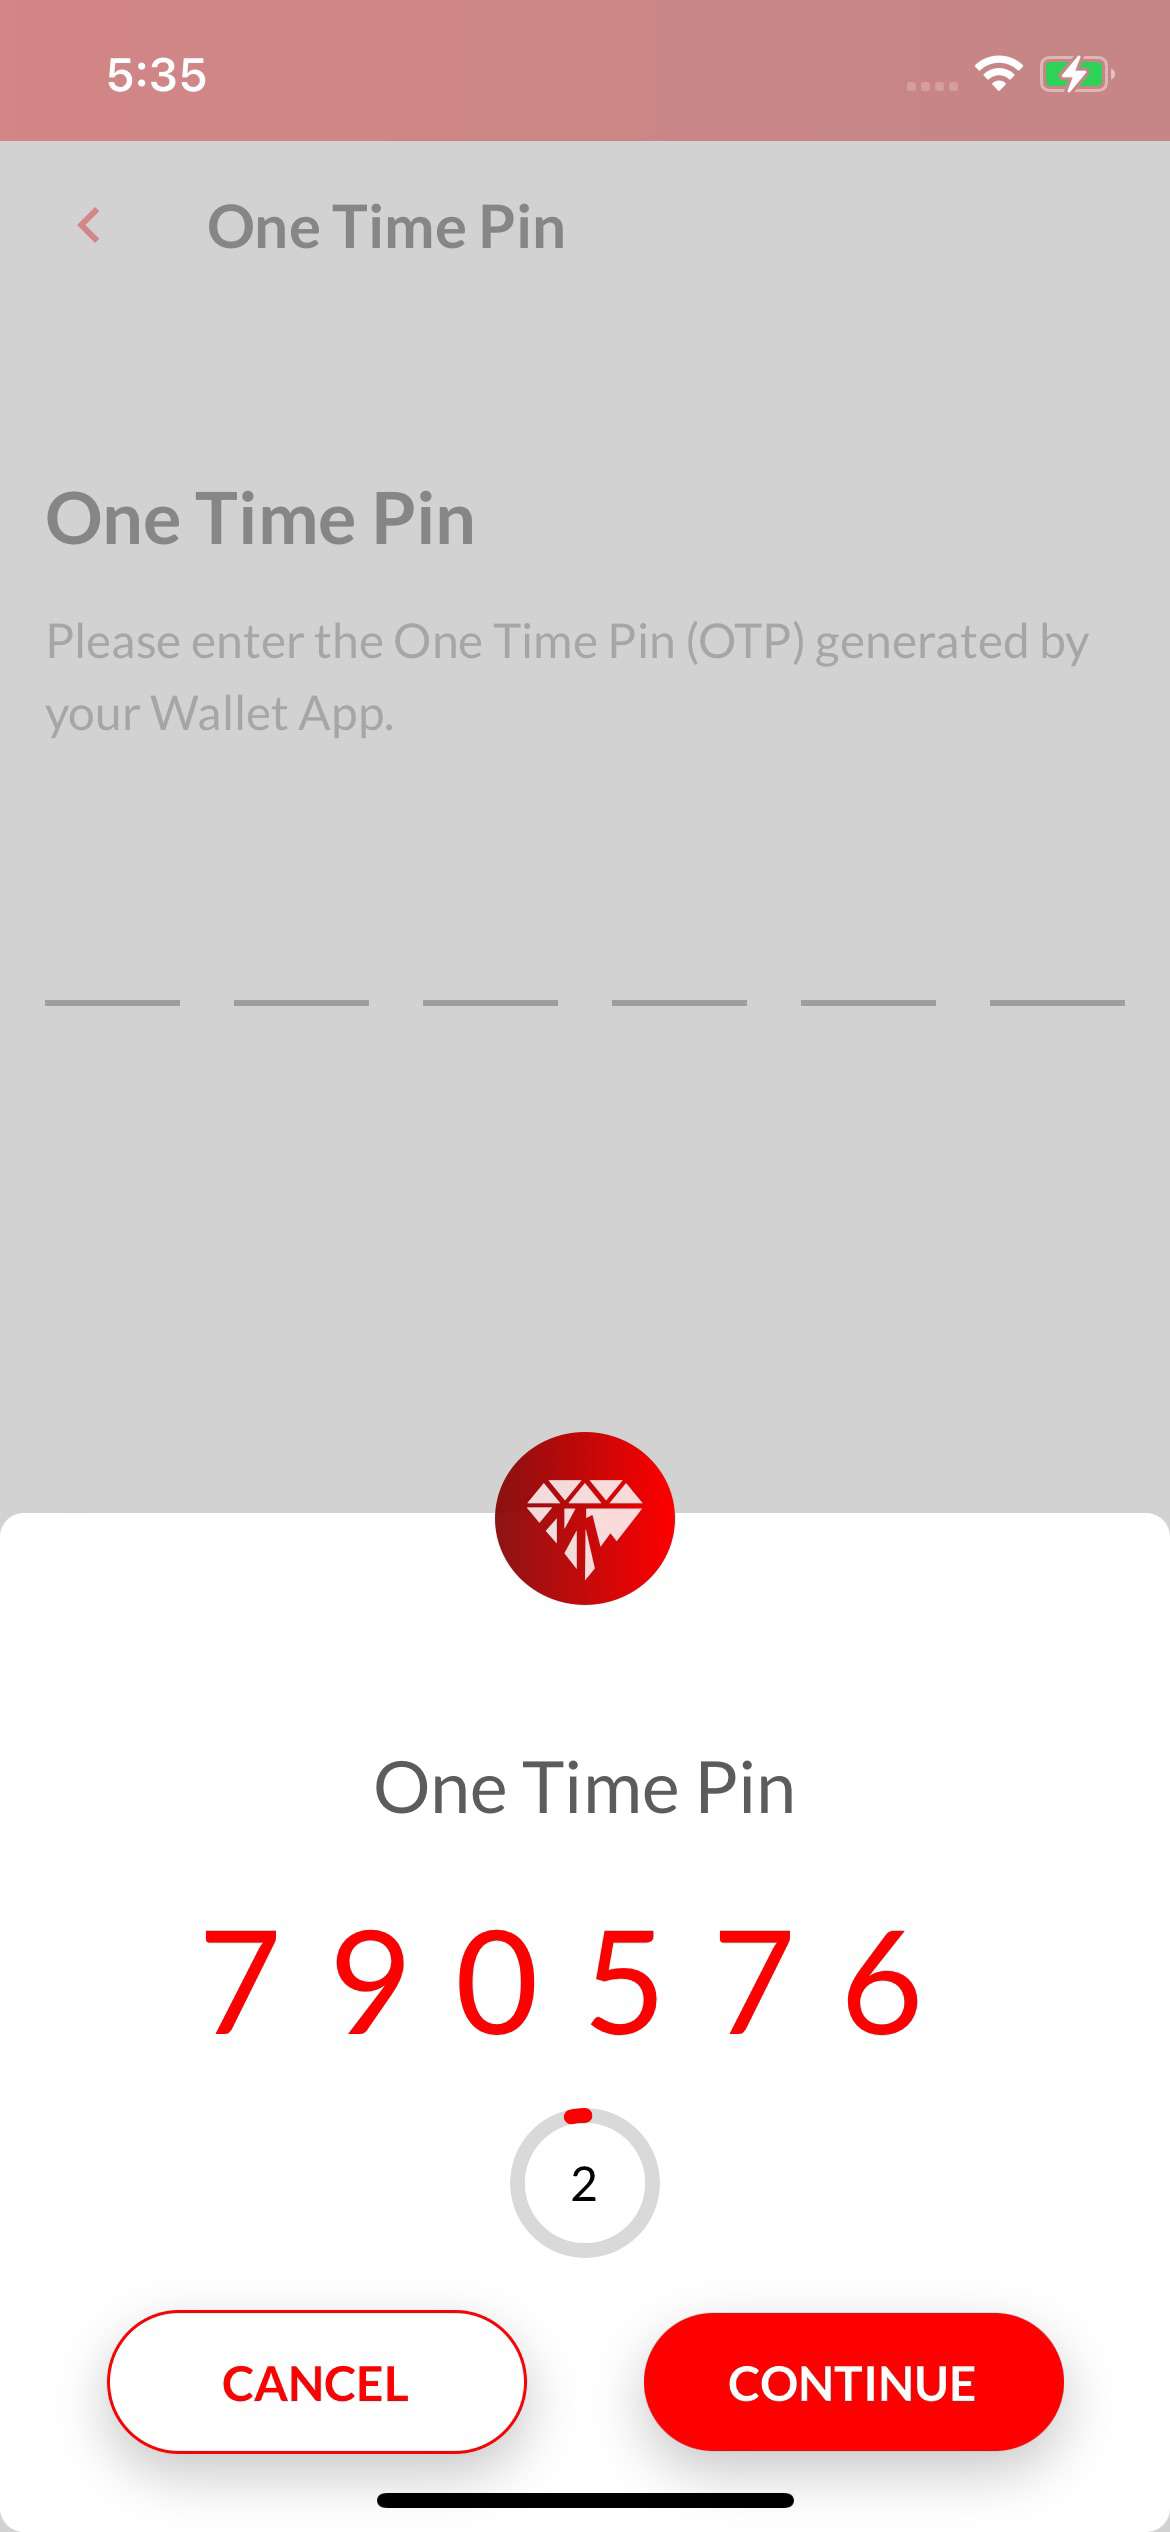 5:35
One Time Pin
One Time Pin
Please enter the One Time Pin (OTP) generated by
your Wallet App.
One Time Pin
7 9 0 5 7 6
2
CANCEL
CONTINUE